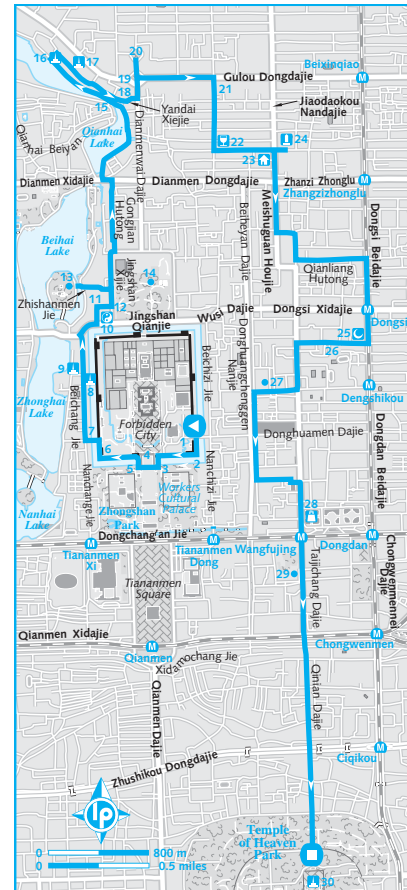 20
16
17
19
18
Gulou Dongdajie
Beixinqiao
M
15
Yandai
Xiejie
21
Jiaodaokou
Nandajie
Qianhai Beiyan
Qianhai
Lake
Dianmenwai Dajie
22
24
23
Dianmen Xidajie
Dianmen Dongdajie
Zhanzi Zhonglu
Zhangzizhonglu
M
Gongjian
Hutong
Beiheyan Dajie
Meishuguan Houjie
Dongsi Beidajie
Beihai
Lake
13
Jingshan
Xijie
14
Qianliang
Hutong
Zhishanmen
Jie
11
12
P
10
Jingshan
Qianjie
Wusi Dajie
Dongsi Xidajie
Dongsi
M
25
26
9
8
Zhonghai
Lake
Beichang Jie
Beichizi Jie
Donghuangchenggen
Nanjie
27
Dengshikou
M
Forbidden
City
7
6
5
4
3
1
2
Donghuamen Dajie
Dongdan Beidajie
Nanhai
Lake
Nanchange Jie
Zhongshan
Park
Workers
Cultural
Palace
Nanchizi Jie
28
Dongchang'an Jie
M
Tiananmen
Xi
M
Tiananmen
Dong
Wangfujing
M
Dongdan
M
Tiananmen
Square
29
Taijichang Dajie
Chongwenmennei
Dajie
Qianmen Xidajie
M
Qianmen
Xidamochang Jie
Chongwenmen
M
Qianmen Dajie
Qinian Dajie
Zhushikou Dongdajie
Ciqikou
M
lp
Temple
of Heaven
Park
0 800 m
0 0.5 miles
30